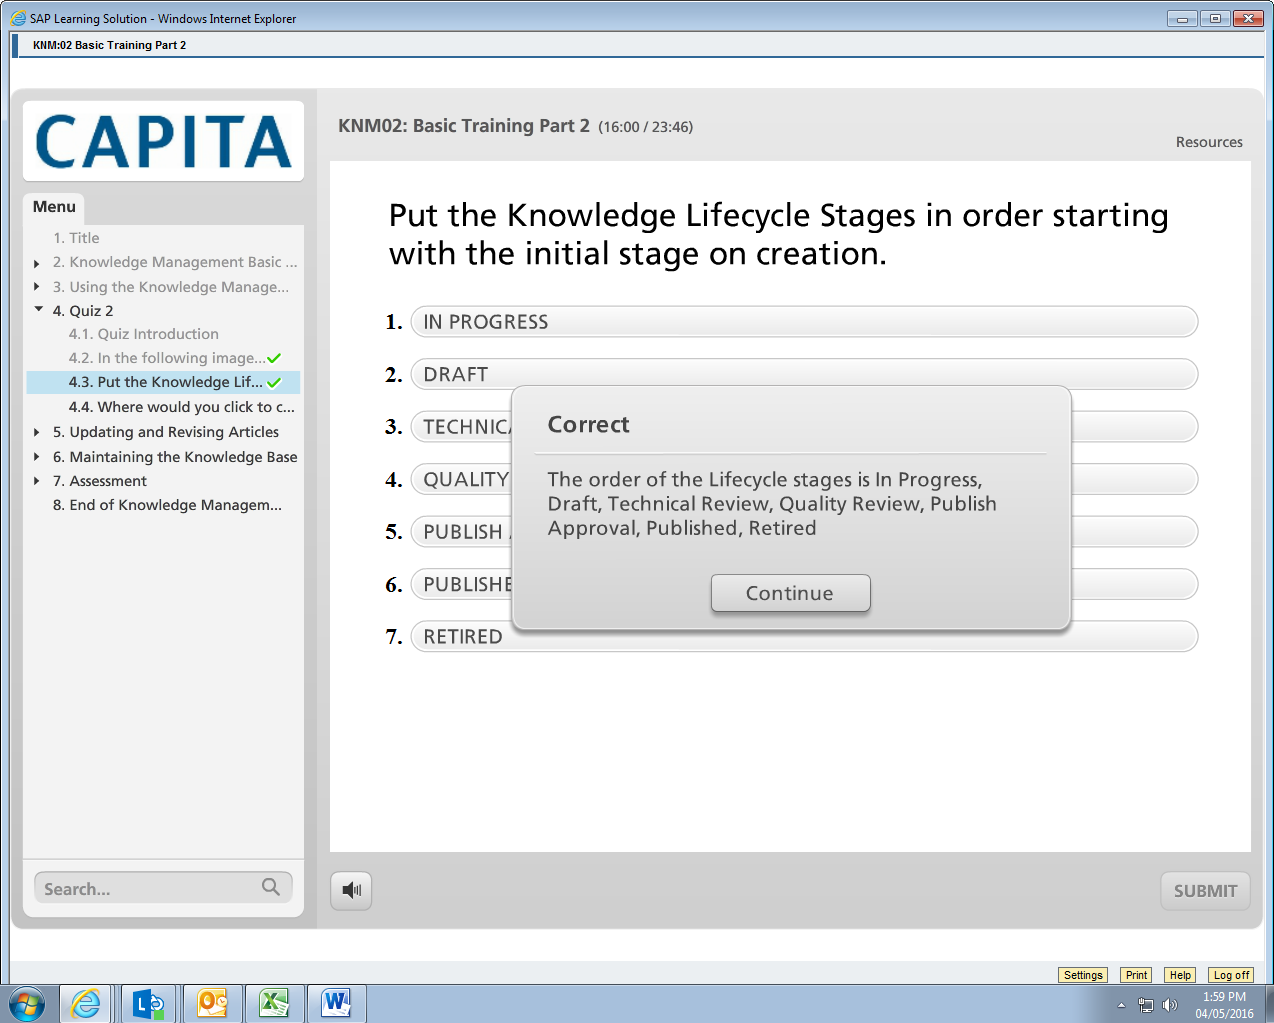 SAP Learning Solution - Windows Internet Explorer
KNM:02 Basic Training Part 2
CAPITA
KNM02: Basic Training Part 2 (16:00 / 23:46)
Resources
Menu
1. Title
2. Knowledge Management Basic ...
3. Using the Knowledge Manage...
4. Quiz 2
4.1. Quiz Introduction
4.2. In the following image...
4.3. Put the Knowledge Lif...
4.4. Where would you click to c...
5. Updating and Revising Articles
6. Maintaining the Knowledge Base
7. Assessment
8. End of Knowledge Managem...
Search...
Put the Knowledge Lifecycle Stages in order starting
with the initial stage on creation.
1. IN PROGRESS
2. DRAFT
3. TECHNICA
4. QUALITY
5. PUBLISH
6. PUBLISHE
7. RETIRED
Correct
The order of the Lifecycle stages is In Progress,
Draft, Technical Review, Quality Review, Publish
Approval, Published, Retired
Continue
SUBMIT
Settings Print Help Log off
1:59 PM
04/05/2016